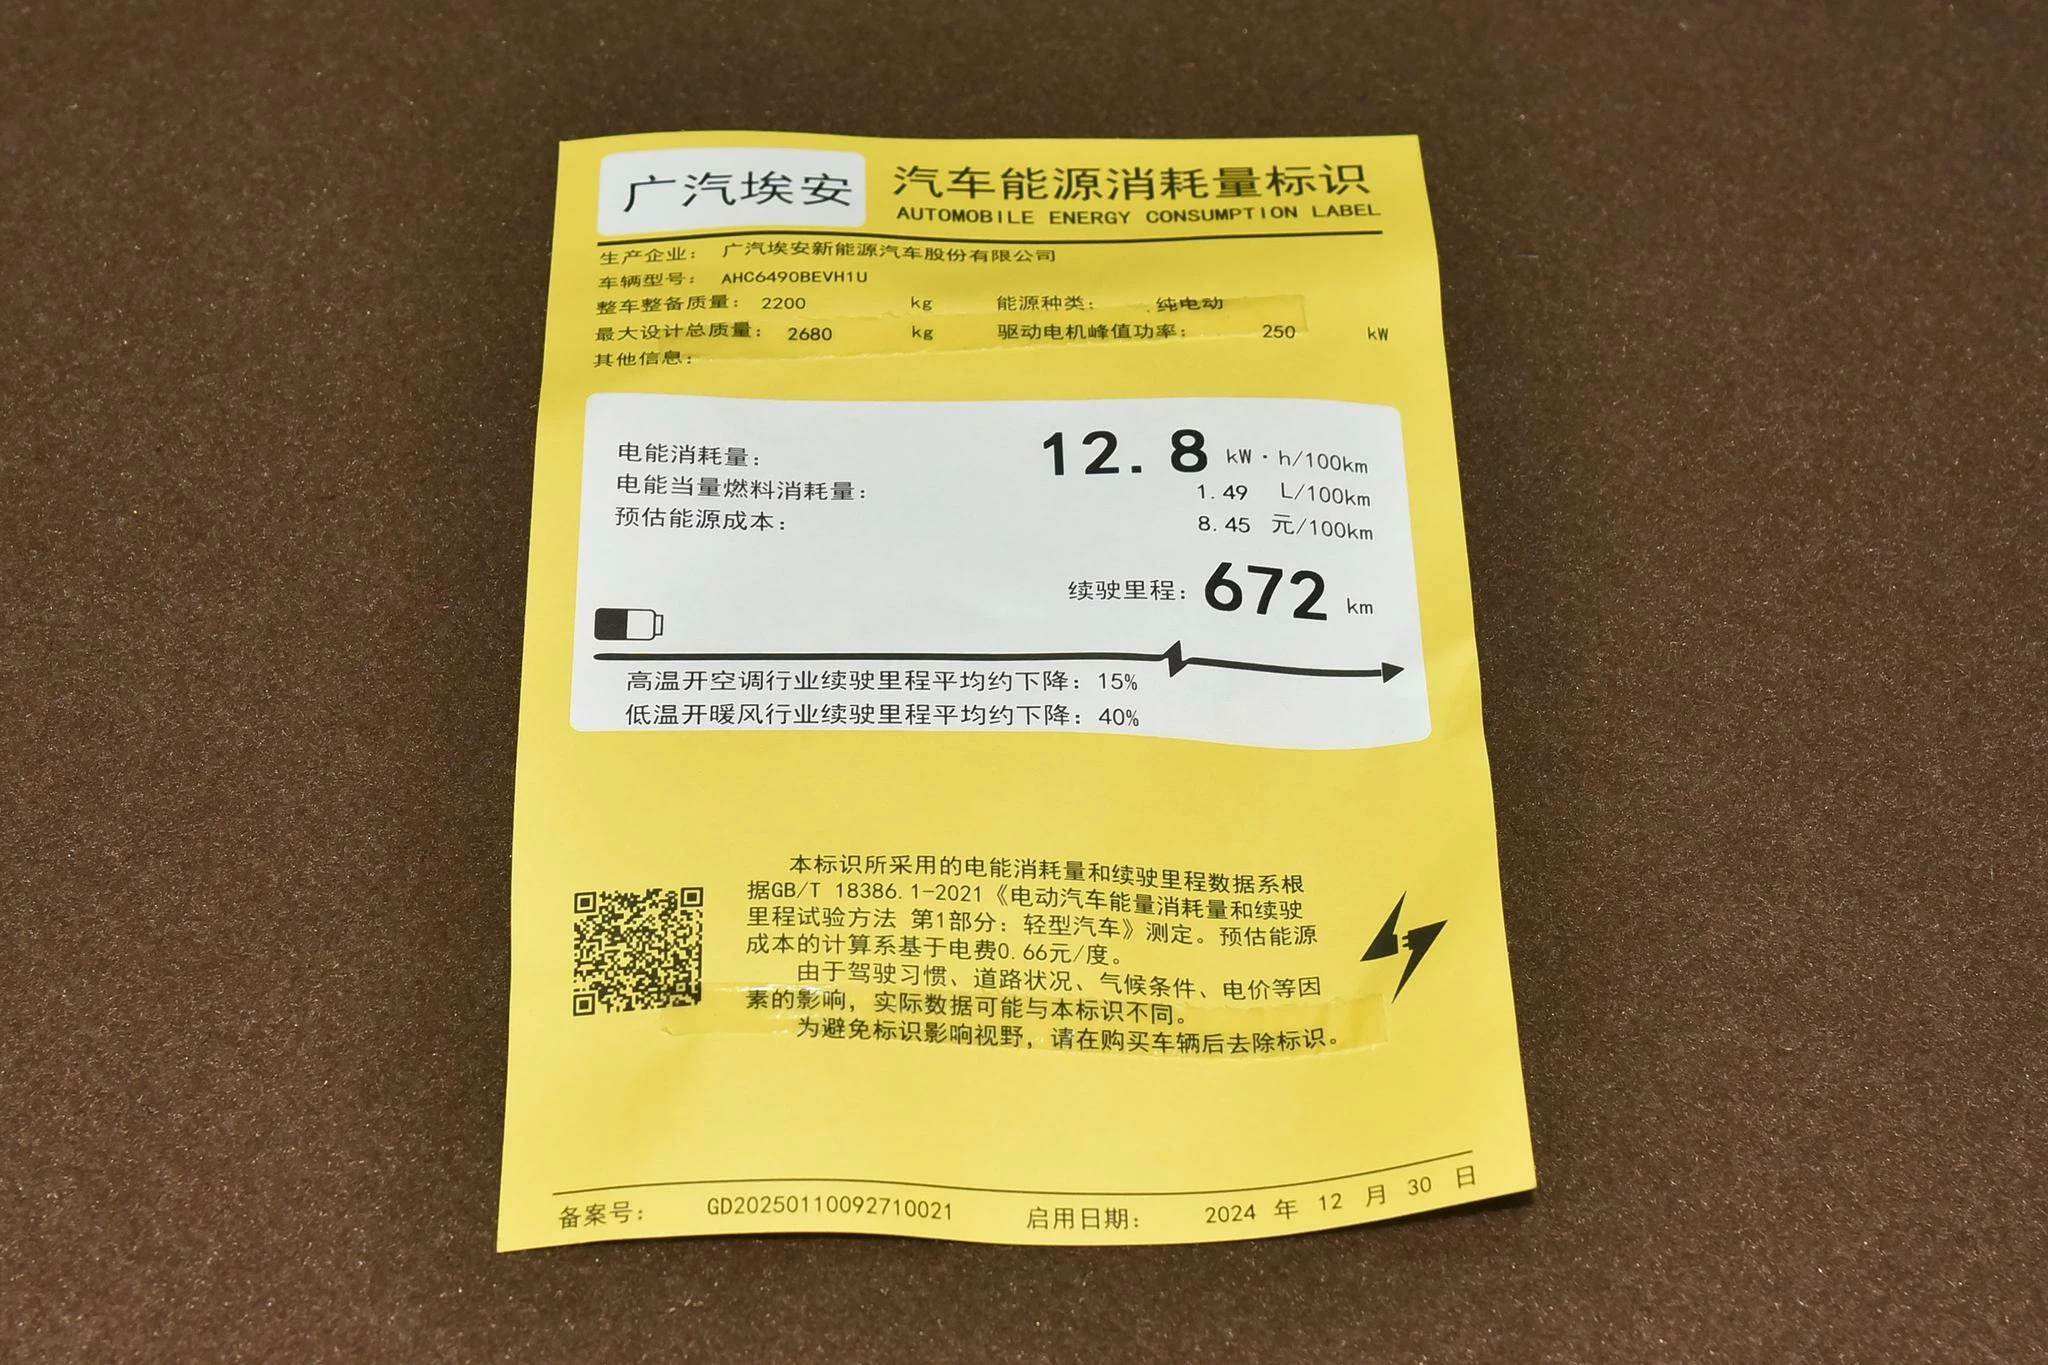 广汽埃安
汽车能源消耗量标识
AUTOMOBILE ENERGY CONSUMPTION LABEL
生产企业: 广汽埃安新能源汽车股份有限公司
车辆型号: AHC6490BEVH1U
整车整备质量: 2200 kg 能源种类: 纯电动
最大设计总质量: 2680 kg 驱动电机峰值功率: 250 kW
其他信息:
电能消耗量: 12.8 kW·h/100km
电能当量燃料消耗量: 1.49 L/100km
预估能源成本: 8.45 元/100km
续驶里程: 672 km
高温开空调行业续驶里程平均约下降: 15%
低温开暖风行业续驶里程平均约下降: 40%
本标识所采用的电能消耗量和续驶里程数据系根
据GB/T 18386.1-2021《电动汽车能量消耗量和续驶
里程试验方法 第1部分: 轻型汽车》测定。预估能源
成本的计算系基于电费0.66元/度。
由于驾驶习惯、道路状况、气候条件、电价等因
素的影响，实际数据可能与本标识不同。
为避免标识影响视野，请在购买车辆后去除标识。
备案号: GD20250110092710021 启用日期: 2024 年 12 月 30 日